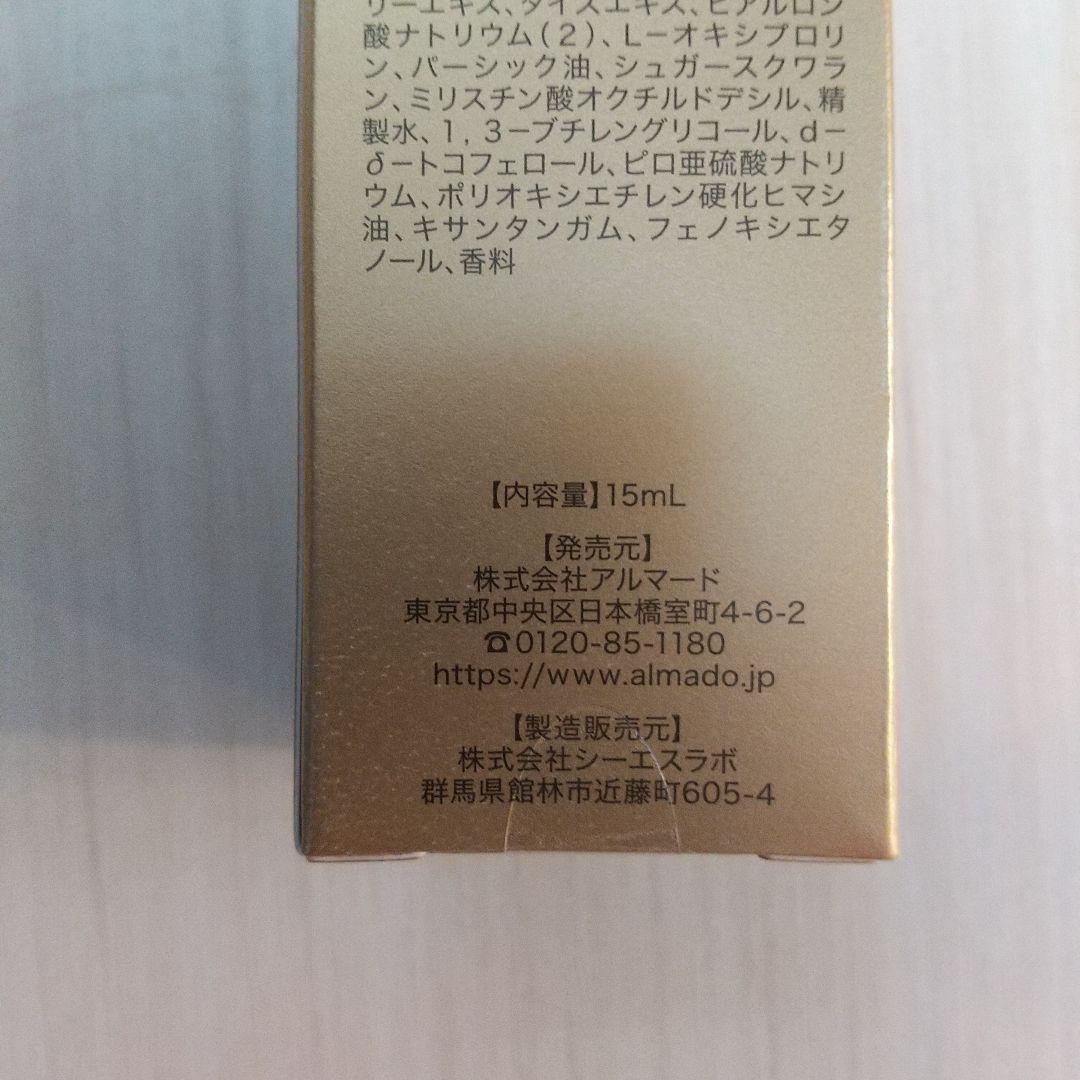 リーエキス、ダイズエキス、ヒアルロン
酸ナトリウム(2)、L-オキシプロリ
ン、パーシック油、シュガースクワラ
ン、ミリスチン酸オクチルドデシル、精
製水、1,3-ブチレングリコール、d-
δ-トコフェロール、ピロ亜硫酸ナトリ
ウム、ポリオキシエチレン硬化ヒマシ
油、キサンタンガム、フェノキシエタ
ノール、香料
【内容量】15mL
【発売元】
株式会社アルマード
東京都中央区日本橋室町4-6-2
☎0120-85-1180
https://www.almado.jp
【製造販売元】
株式会社シーエスラボ
群馬県館林市近藤町605-4